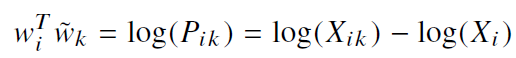 $w_i^T \tilde{w}_k = \log(P_{ik}) = \log(X_{ik}) - \log(X_i)$